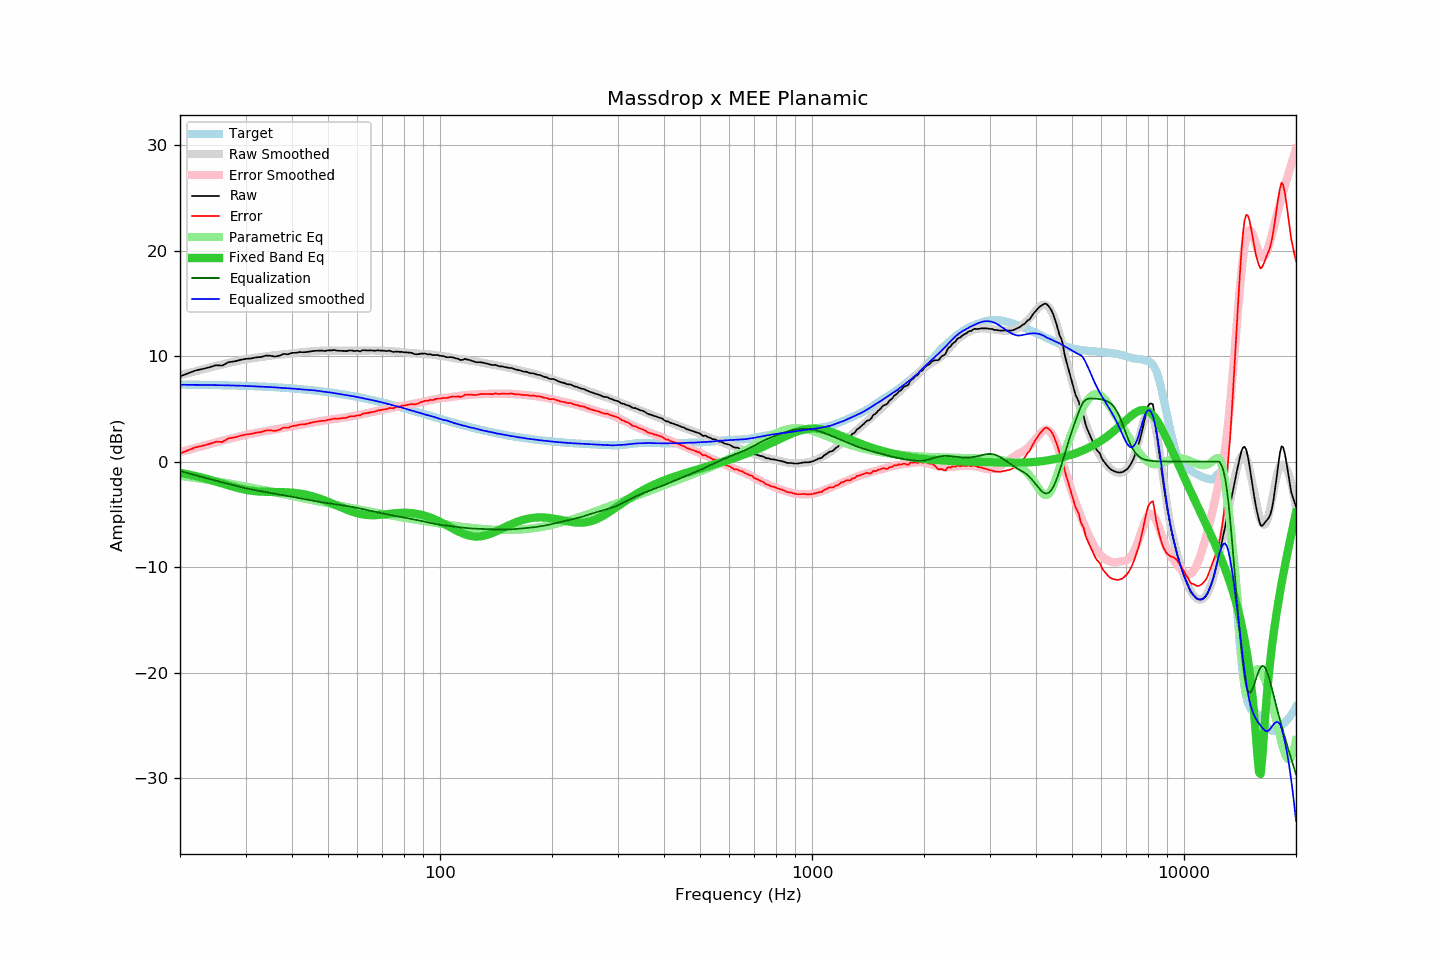 Massdrop x MEE Planamic
Target
Raw Smoothed
Error Smoothed
Raw
Error
Parametric Eq
Fixed Band Eq
Equalization
Equalized smoothed
30
20
10
0
−10
−20
−30
Amplitude (dBr)
100
1000
10000
Frequency (Hz)